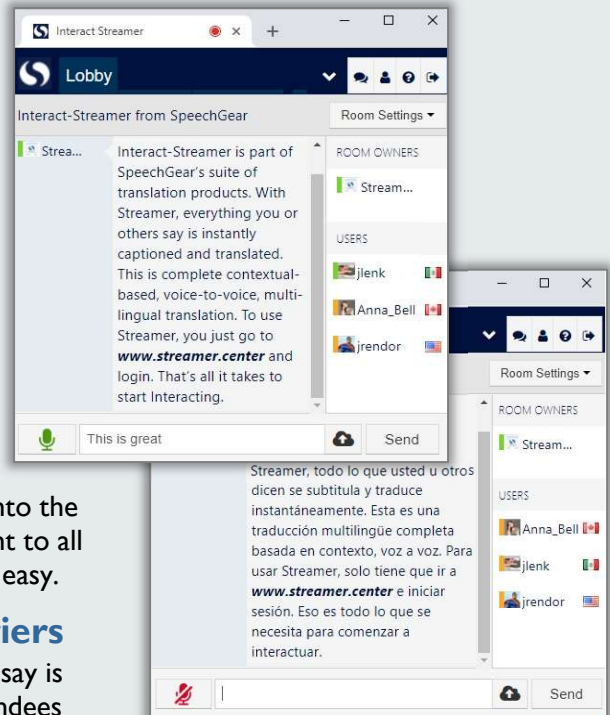 Interact Streamer
Lobby
Interact-Streamer from SpeechGear
Room Settings
Strea...
Interact-Streamer is part of
SpeechGear's suite of
translation products. With
Streamer, everything you or
others say is instantly
captioned and translated.
This is complete contextual-
based, voice-to-voice, multi-
lingual translation. To use
Streamer, you just go to
www.streamer.center and
login. That's all it takes to
start Interacting.
ROOM OWNERS
Stream...
USERS
jlenk
Anna_Bell
jrendor
This is great
Send
Room Settings
Streamer, todo lo que usted u otros
dicen se subtitula y traduce
instantáneamente. Esta es una
traducción multilingüe completa
basada en contexto, voz a voz. Para
usar Streamer, solo tiene que ir a
www.streamer.center e iniciar
sesión. Eso es todo lo que se
necesita para comenzar a
interactuar.
ROOM OWNERS
Stream...
USERS
Anna_Bell
jlenk
jrendor
Send
the
to all
easy.
say is